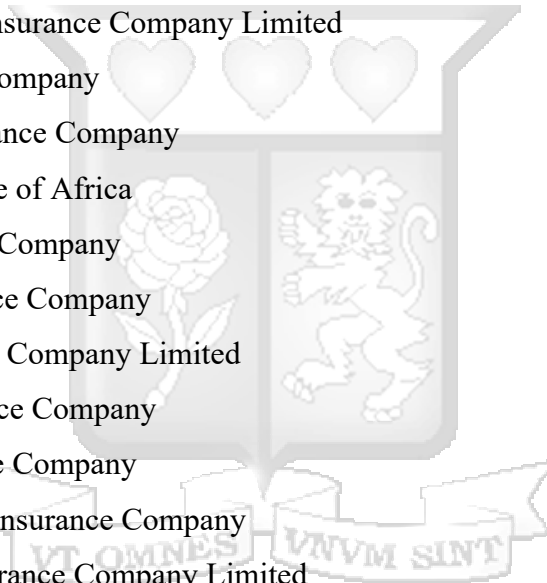 nsurance Company Limited
ompany
ance Company
e of Africa
Company
ce Company
Company Limited
ce Company
e Company
nsurance Company
VT OMNES VNVM SINT
rance Company Limited